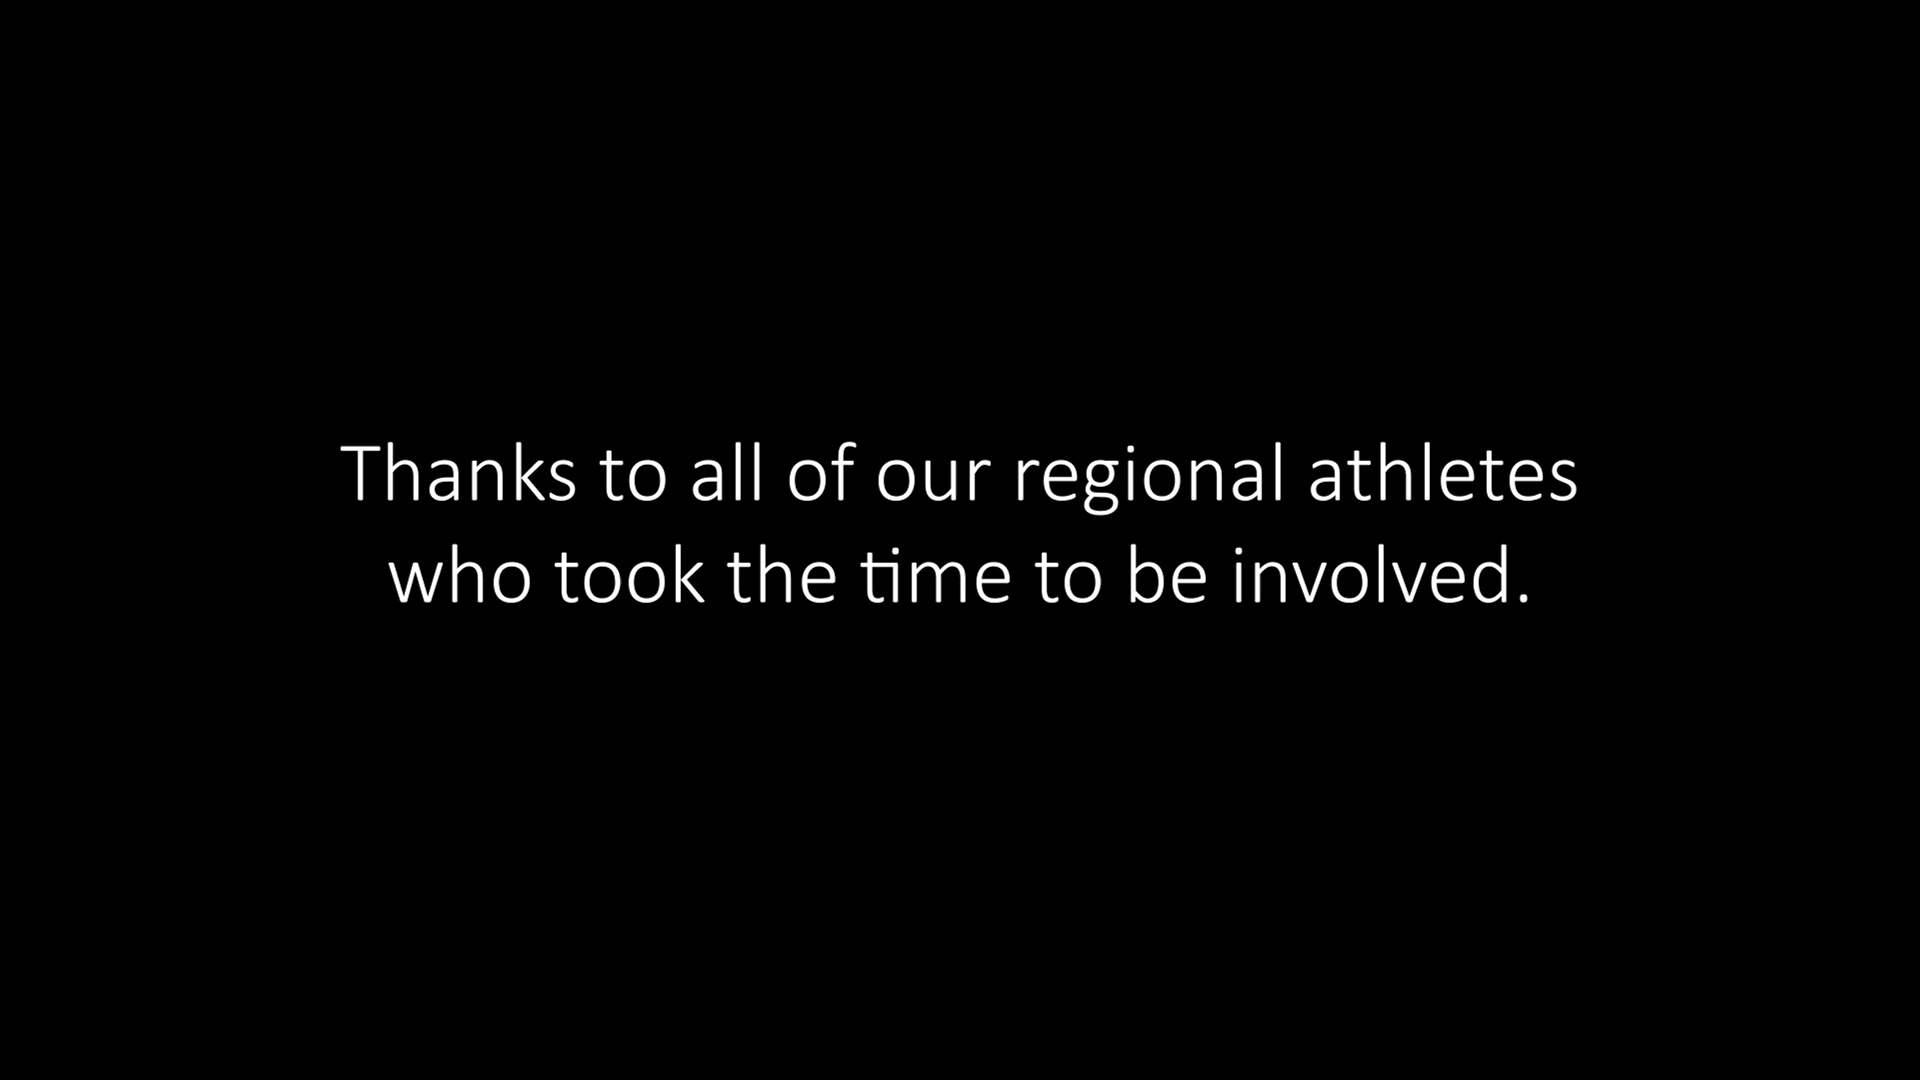 Thanks to all of our regional athletes
who took the time to be involved.